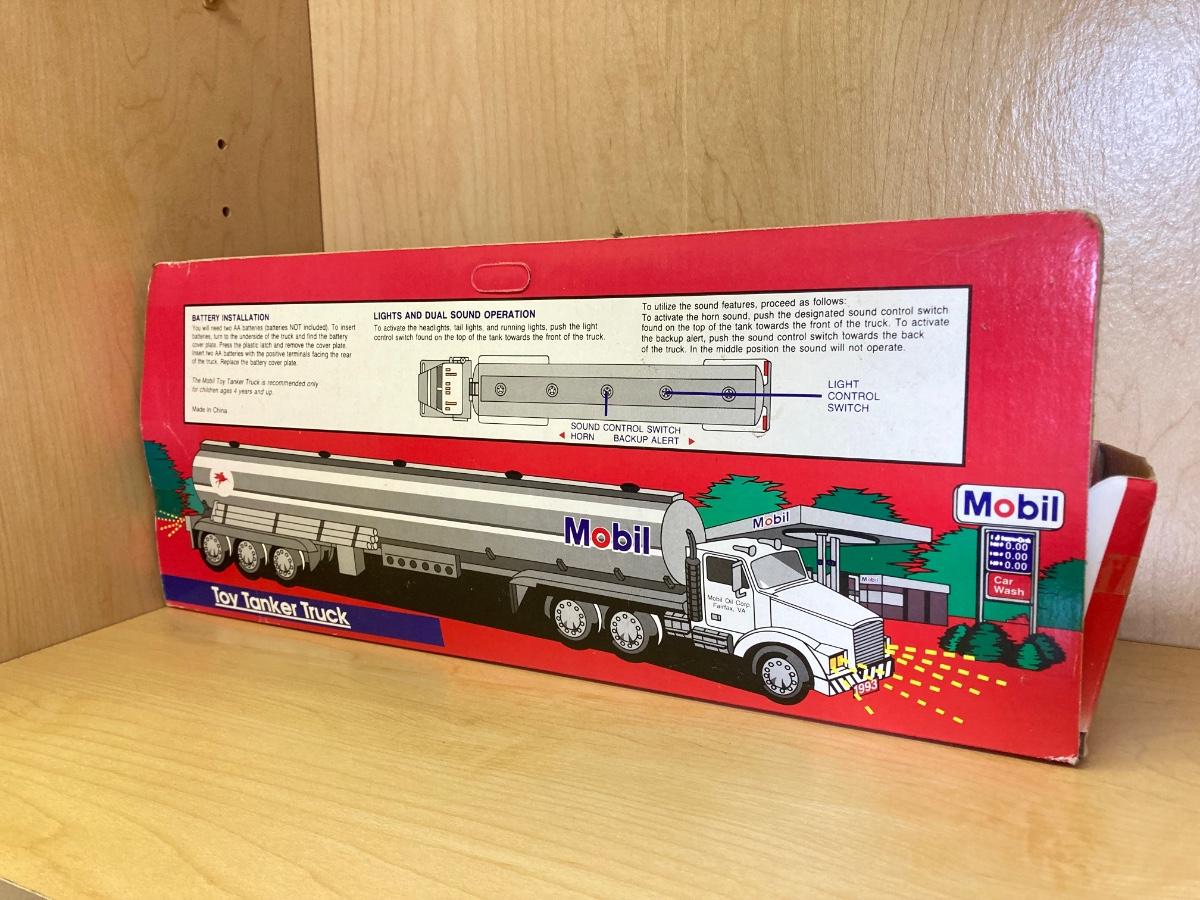 BATTERY INSTALLATION
You will need two AA batteries (batteries NOT included). To insert
batteries, turn to the underside of the truck and find the battery
cover plate. Press the plastic latch and remove the cover plate.
Insert two AA batteries with the positive terminals facing the rear
of the truck. Replace the battery cover plate.
The Mobil Toy Tanker Truck is recommended only
for children ages 4 years and up.
Made in China
LIGHTS AND DUAL SOUND OPERATION
To activate the headlights, tail lights, and running lights, push the light
control switch found on the top of the tank towards the front of the truck.
To utilize the sound features, proceed as follows:
To activate the horn sound, push the designated sound control switch
found on the top of the tank towards the front of the truck. To activate
the backup alert, push the sound control switch towards the back
of the truck. In the middle position the sound will not operate.
LIGHT
CONTROL
SWITCH
SOUND CONTROL SWITCH
HORN BACKUP ALERT
Mobil
Mobil
Mobil
Mobil
0.00
0.00
0.00
Car
Wash
Mobil Oil Corp.
Fairfax, VA
1993
Toy Tanker Truck